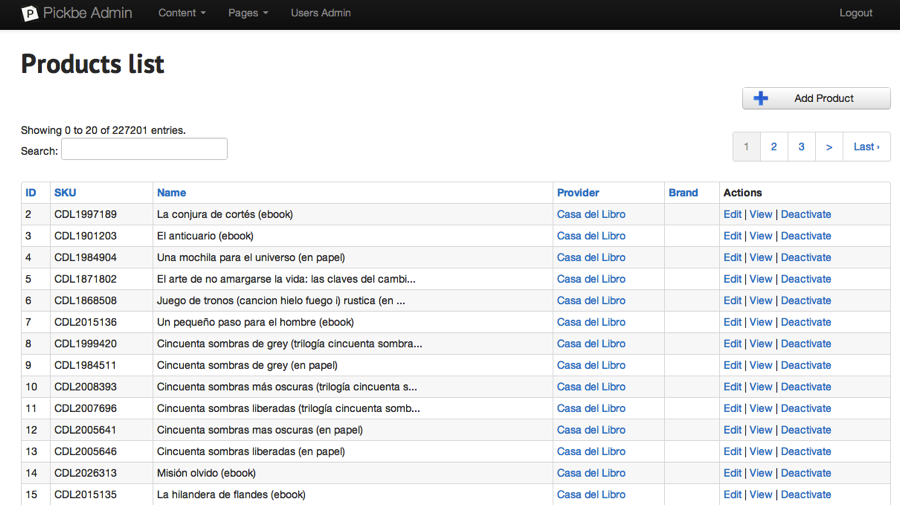 Pickbe Admin Content Pages Users Admin Logout
Products list
Add Product
Showing 0 to 20 of 227201 entries.
Search:
1 2 3 > Last ›
ID SKU Name Provider Brand Actions
2 CDL1997189 La conjura de cortés (ebook) Casa del Libro Edit | View | Deactivate
3 CDL1901203 El anticuario (ebook) Casa del Libro Edit | View | Deactivate
4 CDL1984904 Una mochila para el universo (en papel) Casa del Libro Edit | View | Deactivate
5 CDL1871802 El arte de no amargarse la vida: las claves del cambi... Casa del Libro Edit | View | Deactivate
6 CDL1868508 Juego de tronos (cancion hielo fuego i) rustica (en ... Casa del Libro Edit | View | Deactivate
7 CDL2015136 Un pequeño paso para el hombre (ebook) Casa del Libro Edit | View | Deactivate
8 CDL1999420 Cincuenta sombras de grey (trilogía cincuenta sombra... Casa del Libro Edit | View | Deactivate
9 CDL1984511 Cincuenta sombras de grey (en papel) Casa del Libro Edit | View | Deactivate
10 CDL2008393 Cincuenta sombras más oscuras (trilogía cincuenta s... Casa del Libro Edit | View | Deactivate
11 CDL2007696 Cincuenta sombras liberadas (trilogía cincuenta somb... Casa del Libro Edit | View | Deactivate
12 CDL2005641 Cincuenta sombras mas oscuras (en papel) Casa del Libro Edit | View | Deactivate
13 CDL2005646 Cincuenta sombras liberadas (en papel) Casa del Libro Edit | View | Deactivate
14 CDL2026313 Misión olvido (ebook) Casa del Libro Edit | View | Deactivate
15 CDL2015135 La hilandera de flandes (ebook) Casa del Libro Edit | View | Deactivate